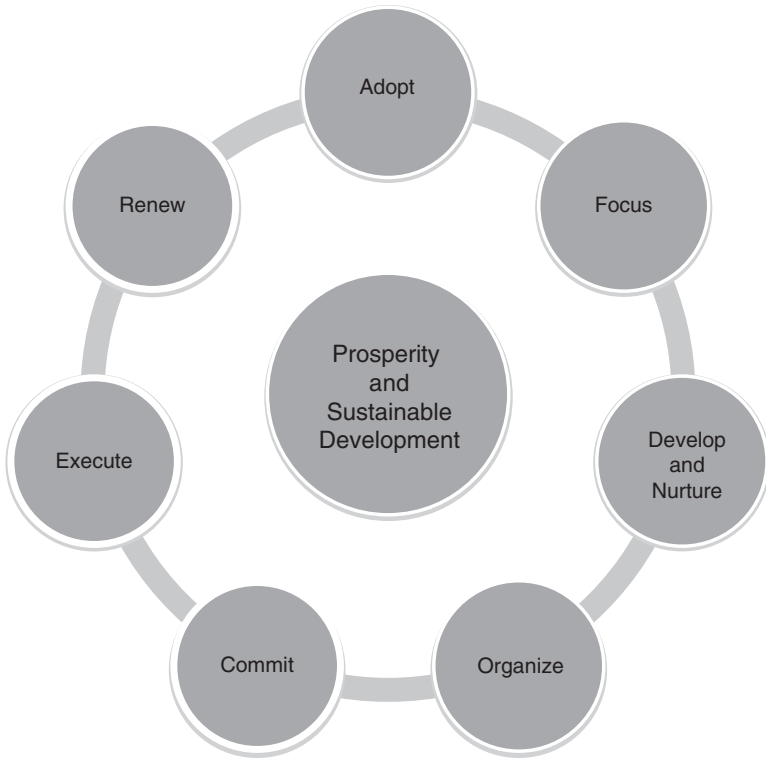 Adopt
Focus
Develop
and
Nurture
Organize
Commit
Execute
Renew
Prosperity
and
Sustainable
Development